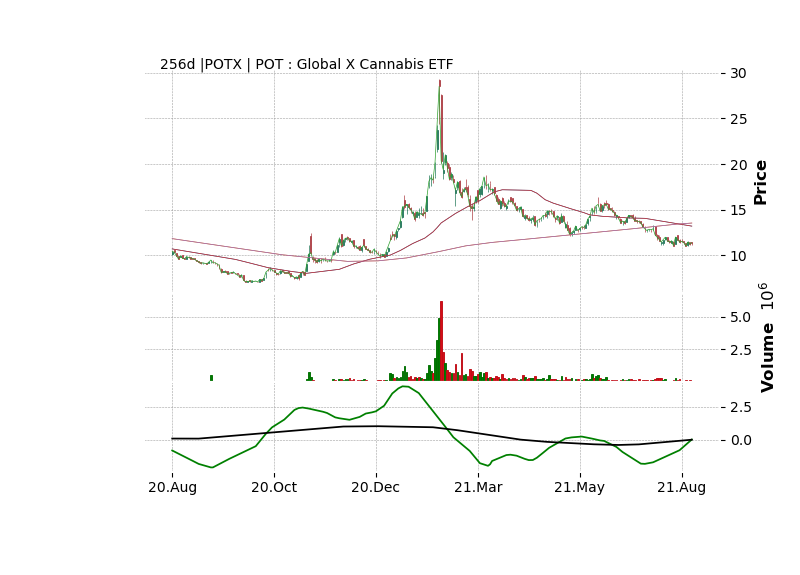 256d |POTX | POT : Global X Cannabis ETF
30
25
20
15
10
Price
5.0
2.5
Volume 10^6
2.5
0.0
20.Aug 20.Oct 20.Dec 21.Mar 21.May 21.Aug